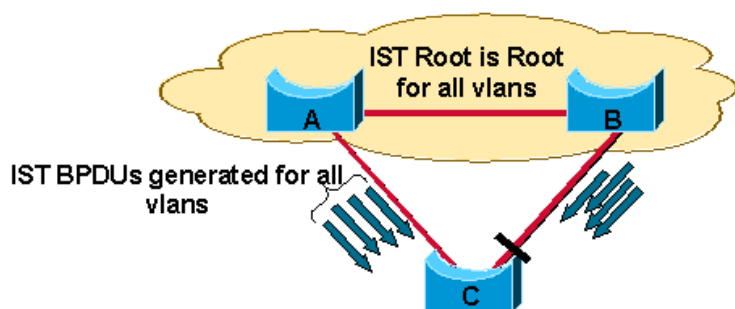 IST Root is Root
for all vlans
A
B
IST BPDUs generated for all
vlans
C